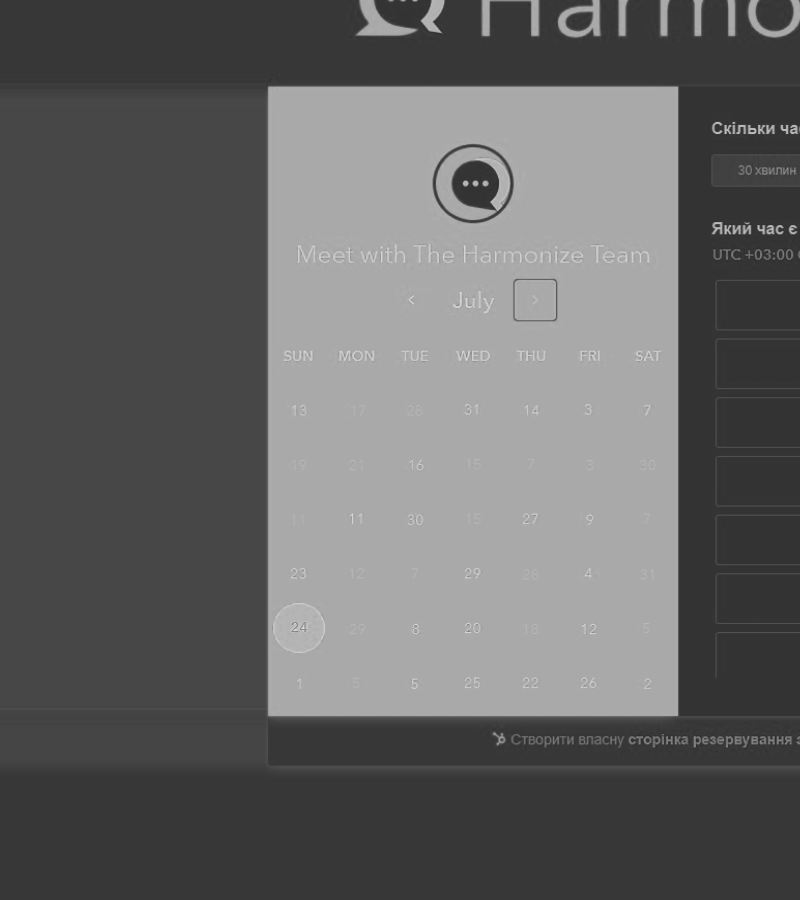 Harmo
Meet with The Harmonize Team
July
SUN MON TUE WED THU FRI SAT
13 17 26 31 14 3 7
19 21 16 15 7 3 30
11 11 30 15 27 9 7
23 12 7 29 28 4 31
24 29 8 20 18 12 5
1 5 5 25 22 26 2
Скільки ча
30 хвилин
Який час є
UTC +03:00
Створити власну сторінка резервування з